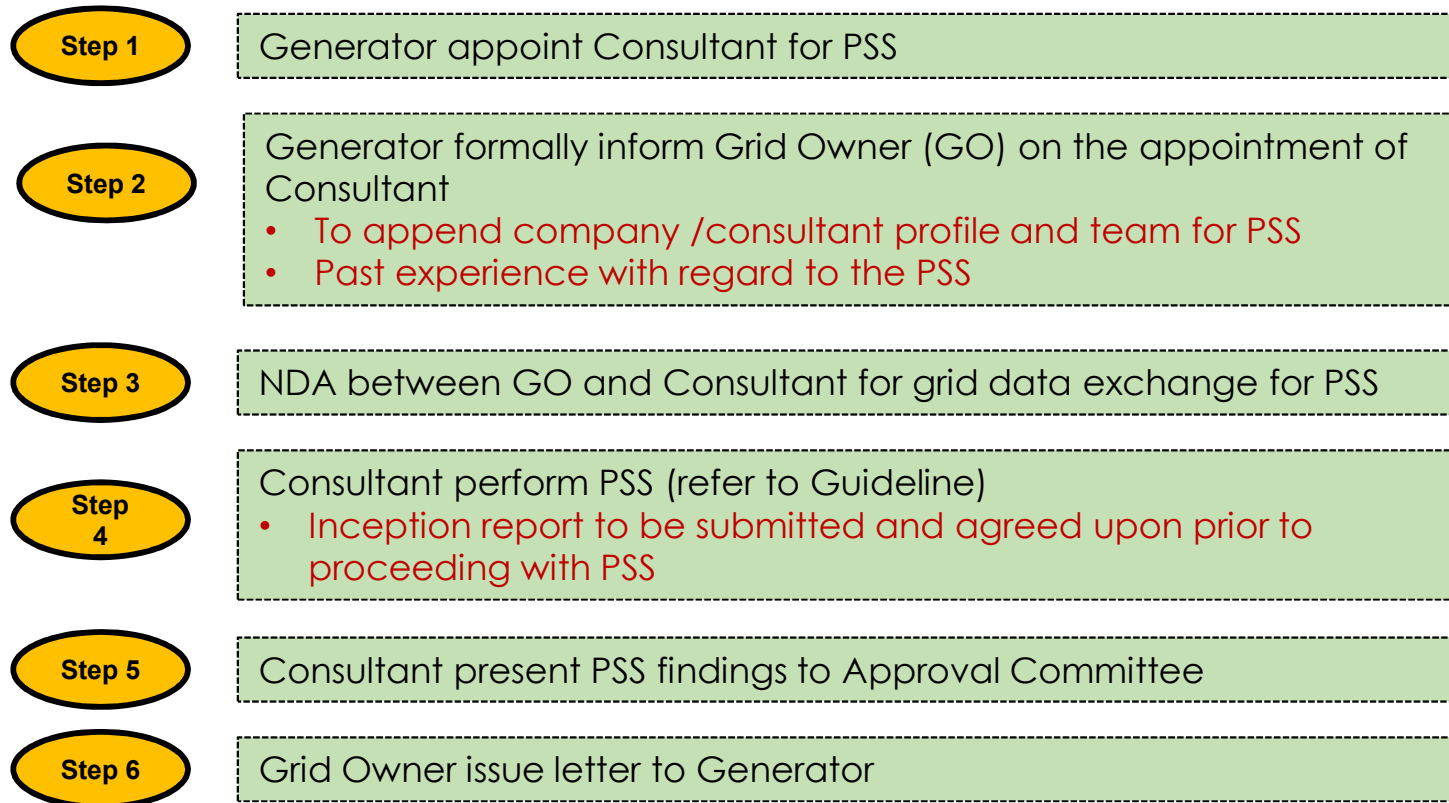 Step 1
Generator appoint Consultant for PSS
Step 2
Generator formally inform Grid Owner (GO) on the appointment of
Consultant
• To append company /consultant profile and team for PSS
• Past experience with regard to the PSS
Step 3
NDA between GO and Consultant for grid data exchange for PSS
Step
4
Consultant perform PSS (refer to Guideline)
• Inception report to be submitted and agreed upon prior to
proceeding with PSS
Step 5
Consultant present PSS findings to Approval Committee
Step 6
Grid Owner issue letter to Generator